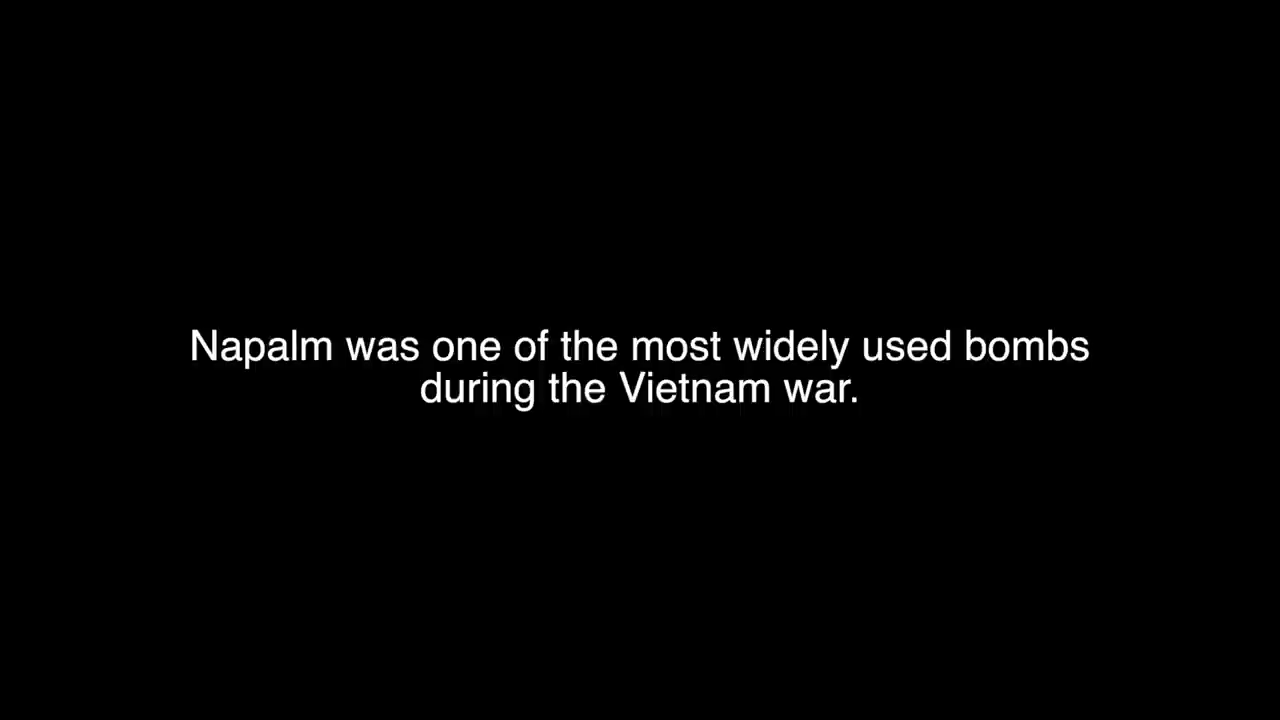 Napalm was one of the most widely used bombs
during the Vietnam war.